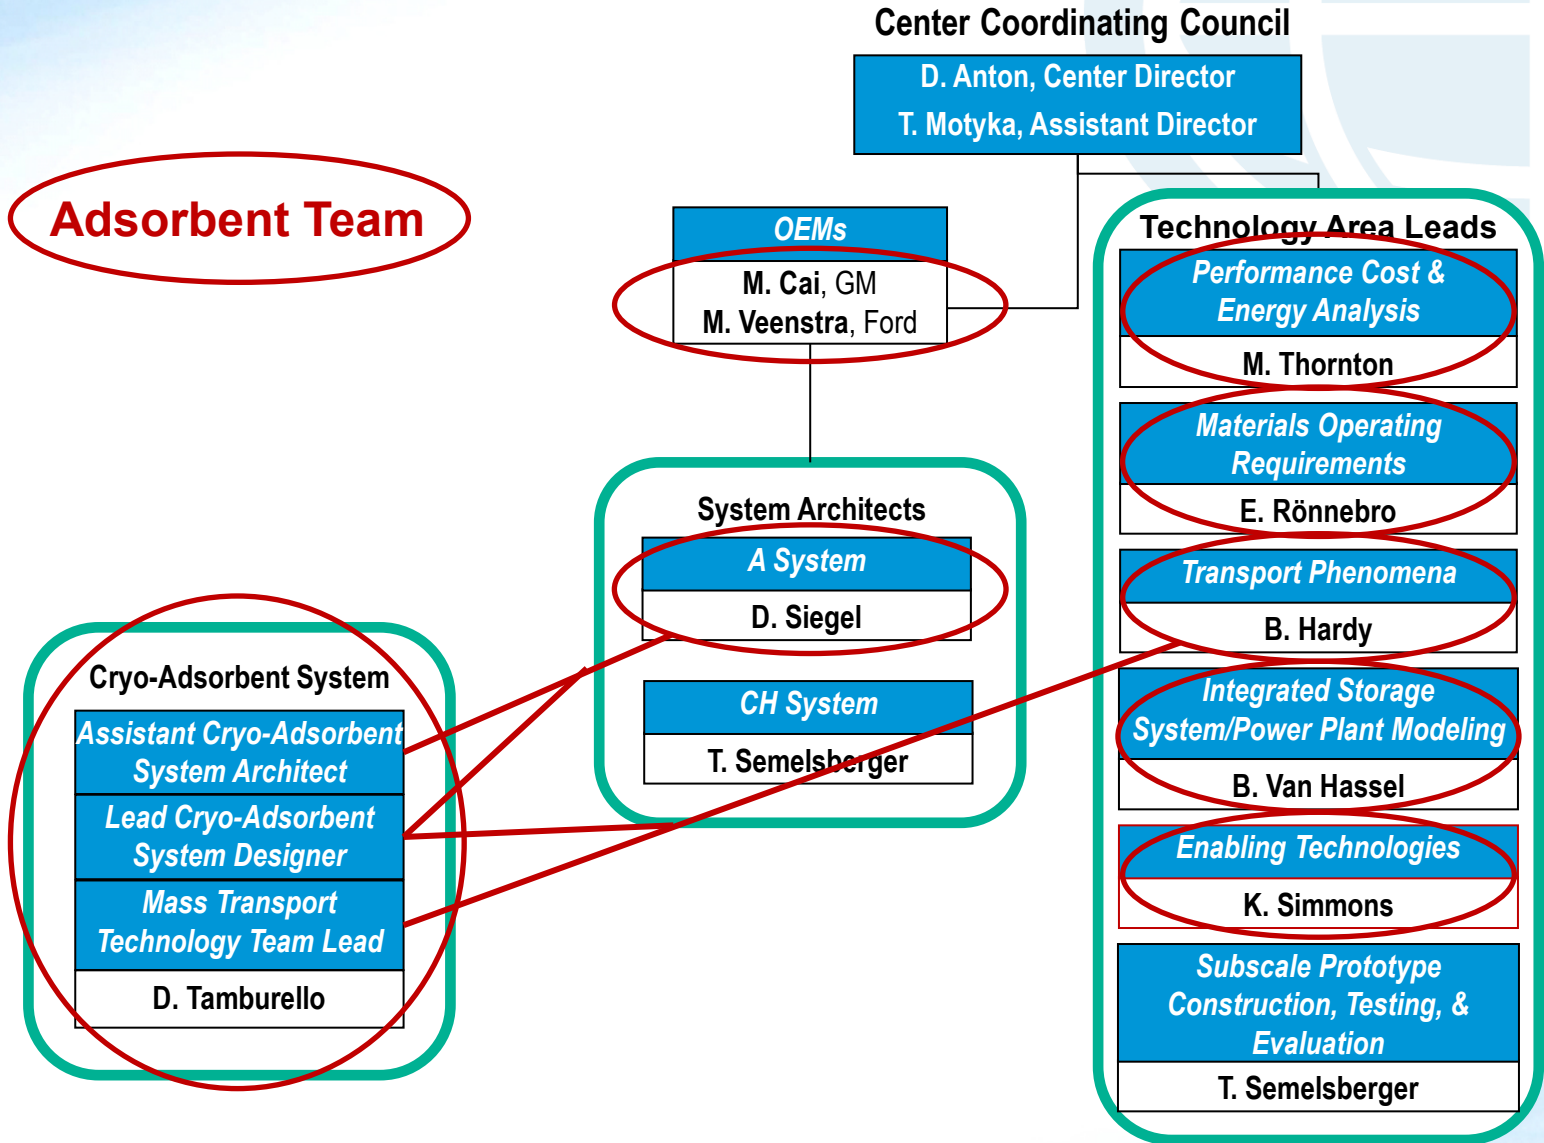 Center Coordinating Council
D. Anton, Center Director
T. Motyka, Assistant Director
Adsorbent Team
OEMs
M. Cai, GM
M. Veenstra, Ford
Technology Area Leads
Performance Cost &
Energy Analysis
M. Thornton
Materials Operating
Requirements
E. Rönnebro
Transport Phenomena
B. Hardy
Integrated Storage
System/Power Plant Modeling
B. Van Hassel
Enabling Technologies
K. Simmons
Subscale Prototype
Construction, Testing, &
Evaluation
T. Semelsberger
System Architects
A System
D. Siegel
CH System
T. Semelsberger
Cryo-Adsorbent System
Assistant Cryo-Adsorbent
System Architect
Lead Cryo-Adsorbent
System Designer
Mass Transport
Technology Team Lead
D. Tamburello